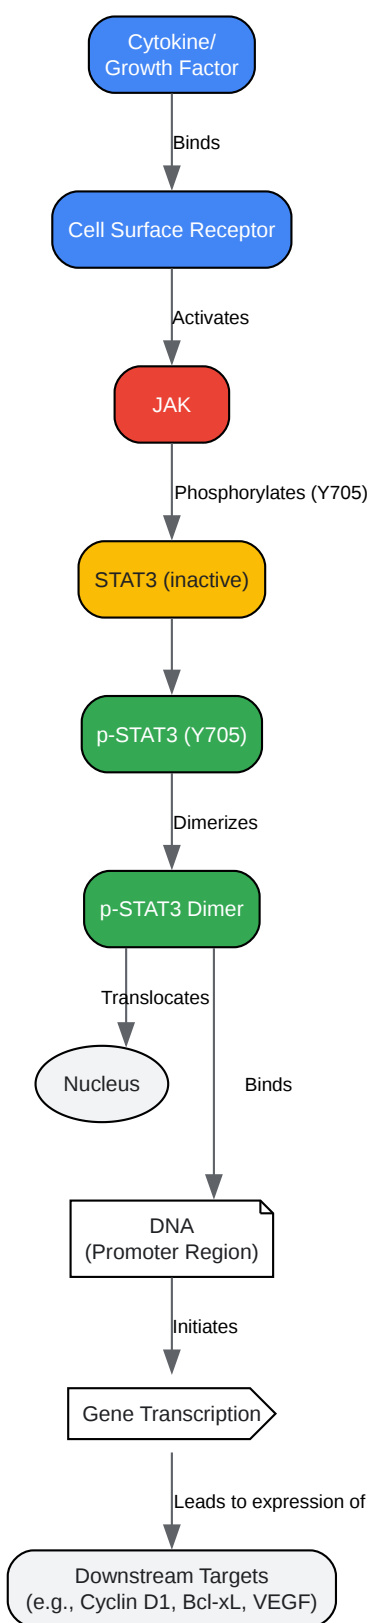 Cytokine/
Growth Factor
Binds
Cell Surface Receptor
Activates
JAK
Phosphorylates (Y705)
STAT3 (inactive)
p-STAT3 (Y705)
Dimerizes
p-STAT3 Dimer
Translocates
Nucleus
Binds
DNA
(Promoter Region)
Initiates
Gene Transcription
Leads to expression of
Downstream Targets
(e.g., Cyclin D1, Bcl-xL, VEGF)